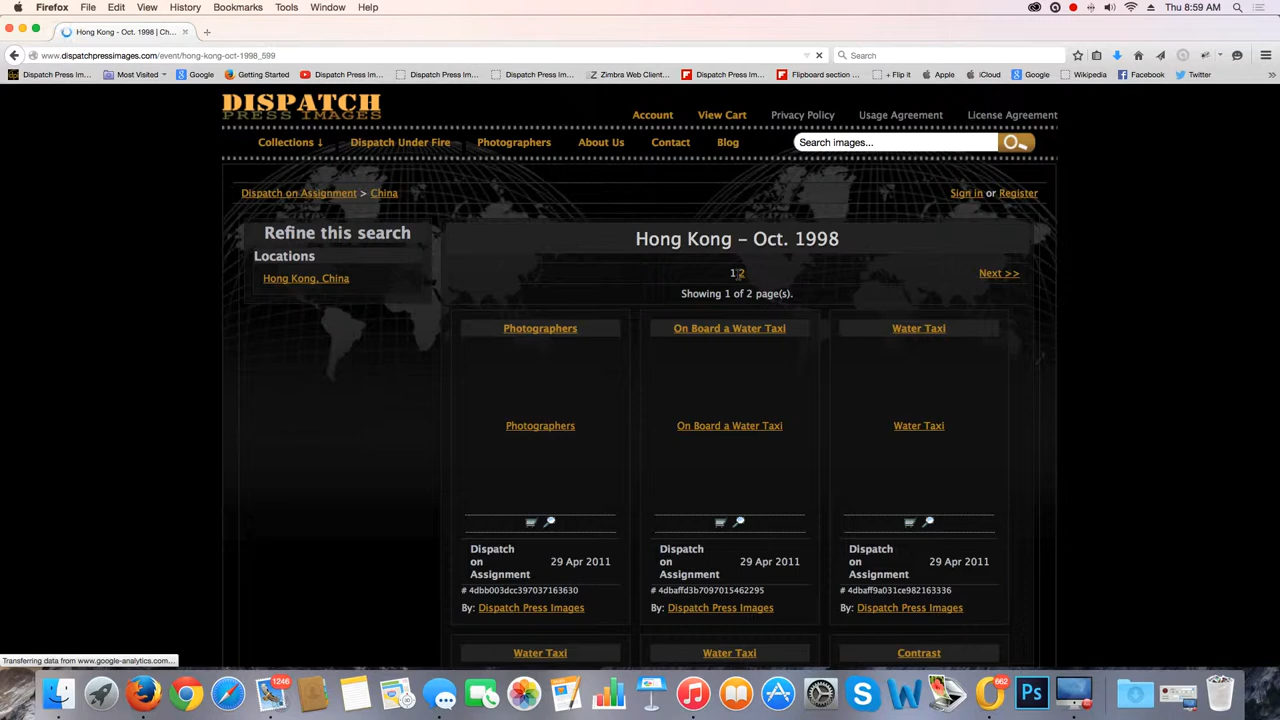 Firefox File Edit View History Bookmarks Tools Window Help Thu 8:59 AM
Hong Kong - Oct. 1998 | Ch...
www.dispatchpressimages.com/event/hong-kong-oct-1998_599 Search
Dispatch Press Im... Most Visited Google Getting Started Dispatch Press Im... Dispatch Press Im... Dispatch Press Im... Zimbra Web Client... Dispatch Press Im... Flipboard section ... + Flip it Apple iCloud Google Wikipedia Facebook Twitter
DISPATCH
PRESS IMAGES
Account View Cart Privacy Policy Usage Agreement License Agreement
Collections ↓ Dispatch Under Fire Photographers About Us Contact Blog Search images...
Dispatch on Assignment > China Sign in or Register
Refine this search
Locations
Hong Kong, China
Hong Kong – Oct. 1998
1 2 Next >>
Showing 1 of 2 page(s).
Photographers On Board a Water Taxi Water Taxi
Photographers On Board a Water Taxi Water Taxi
Dispatch on Assignment 29 Apr 2011 Dispatch on Assignment 29 Apr 2011 Dispatch on Assignment 29 Apr 2011
# 4dbb003dcc397037163630 # 4dbaffd3b7097015462295 # 4dbaff9a031ce982163336
By: Dispatch Press Images By: Dispatch Press Images By: Dispatch Press Images
Water Taxi Water Taxi Contrast
Transferring data from www.google-analytics.com...
1246 662 Ps